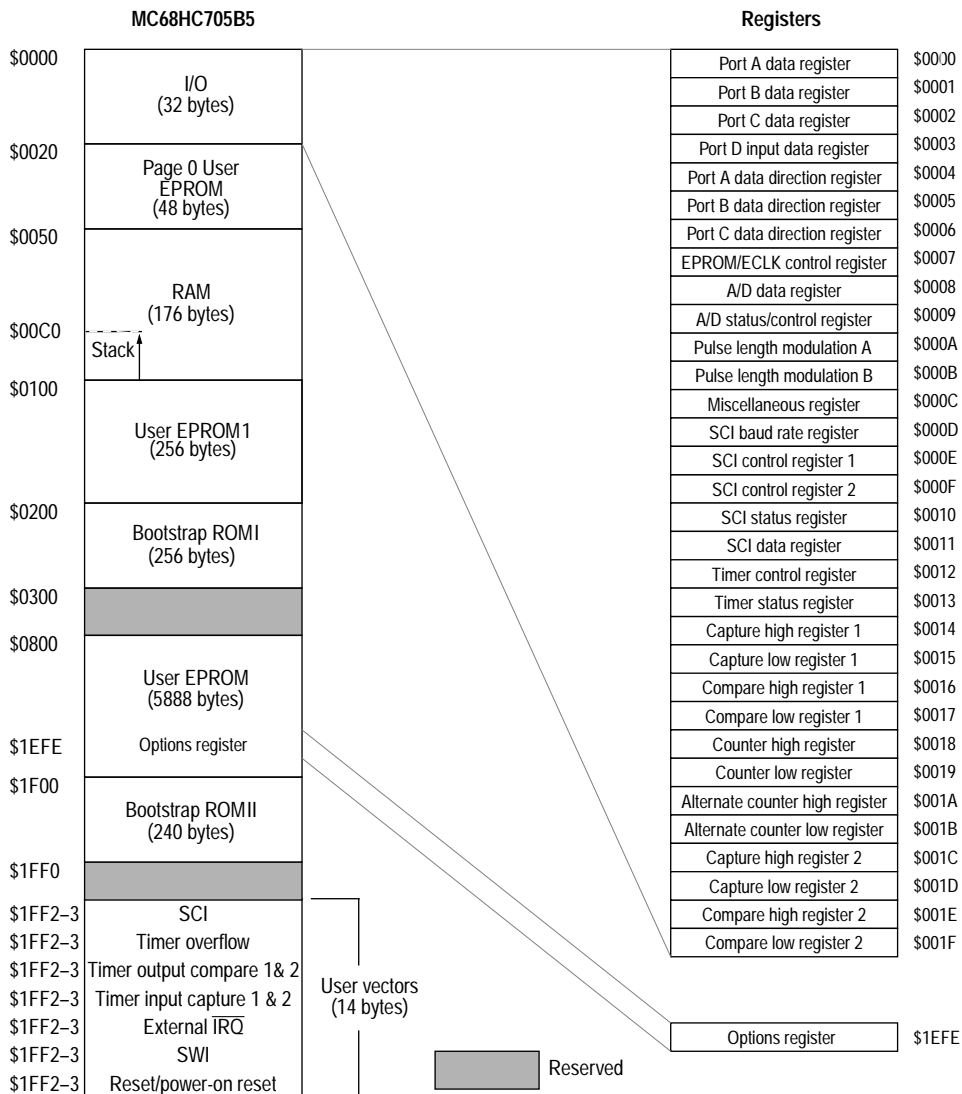 MC68HC705B5
$0000
I/O
(32 bytes)
$0020
Page 0 User
EPROM
(48 bytes)
$0050
RAM
(176 bytes)
$00C0
Stack
$0100
User EPROM1
(256 bytes)
$0200
Bootstrap ROMI
(256 bytes)
$0300
$0800
User EPROM
(5888 bytes)
$1EFE Options register
$1F00
Bootstrap ROMII
(240 bytes)
$1FF0
$1FF2–3 SCI
$1FF2–3 Timer overflow
$1FF2–3 Timer output compare 1& 2
$1FF2–3 Timer input capture 1 & 2
$1FF2–3 External IRQ
$1FF2–3 SWI
$1FF2–3 Reset/power-on reset
User vectors
(14 bytes)
Reserved
Registers
Port A data register $0000
Port B data register $0001
Port C data register $0002
Port D input data register $0003
Port A data direction register $0004
Port B data direction register $0005
Port C data direction register $0006
EPROM/ECLK control register $0007
A/D data register $0008
A/D status/control register $0009
Pulse length modulation A $000A
Pulse length modulation B $000B
Miscellaneous register $000C
SCI baud rate register $000D
SCI control register 1 $000E
SCI control register 2 $000F
SCI status register $0010
SCI data register $0011
Timer control register $0012
Timer status register $0013
Capture high register 1 $0014
Capture low register 1 $0015
Compare high register 1 $0016
Compare low register 1 $0017
Counter high register $0018
Counter low register $0019
Alternate counter high register $001A
Alternate counter low register $001B
Capture high register 2 $001C
Capture low register 2 $001D
Compare high register 2 $001E
Compare low register 2 $001F
Options register $1EFE